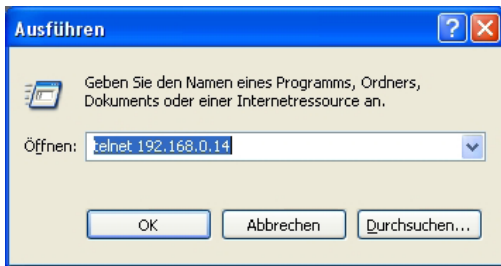 Ausführen
Geben Sie den Namen eines Programms, Ordners,
Dokuments oder einer Internetressource an.
Öffnen: telnet 192.168.0.14
OK Abbrechen Durchsuchen...